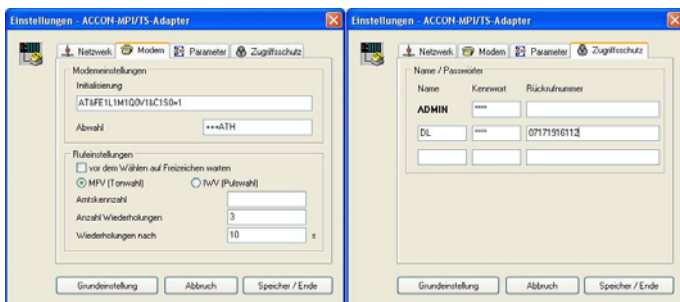 Einstellungen - ACCON-MPI/TS-Adapter
Netzwerk Modem Parameter Zugriffsschutz
Modemeinstellungen
Initialisierung
AT&FE1L1M1Q0V1&C1S0=1
Abwahl +++ATH
Rufeinstellungen
vor dem Wählen auf Freizeichen warten
MFV (Tonwahl) IWV (Pulswahl)
Amtskennzahl
Anzahl Wiederholungen 3
Wiederholungen nach 10 s
Grundeinstellung Abbruch Speicher / Ende
Einstellungen - ACCON-MPI/TS-Adapter
Netzwerk Modem Parameter Zugriffsschutz
Name / Passwörter
Name Kennwort Rückrufnummer
ADMIN ****
DL **** 07171916112
Grundeinstellung Abbruch Speicher / Ende